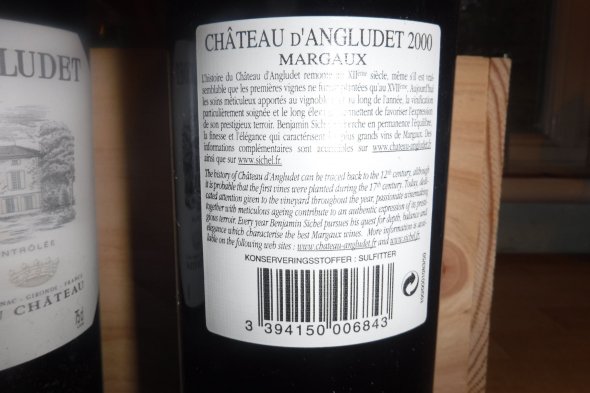 GLUDET
NTRÔLÉE
NAC - GIRONDE - FRANCE
U CHÂTEAU
75cl
CHÂTEAU D'ANGLUDET 2000
MARGAUX
L'histoire du Château d'Angludet remonte au XIIème siècle, même s'il est vrai-
semblable que les premières vignes ne furent plantées qu'au XVIIème. Aujourd'hui
les soins méticuleux apportés au vignoble tout au long de l'année, la vinification
particulièrement soignée et le long élevage permettent de favoriser l'expression
de son prestigieux terroir. Benjamin Sichel recherche en permanence l'équilibre,
la finesse et l'élégance qui caractérisent les plus grands vins de Margaux. Des
informations complémentaires sont accessibles sur www.chateau-angludet.fr
ainsi que sur www.sichel.fr.
The history of Château d'Angludet can be traced back to the 12th century, although
it is probable that the first vines were planted during the 17th century. Today, dedi-
cated attention given to the vineyard throughout the year, passionate winemaking
together with meticulous ageing contribute to an authentic expression of its presti-
gious terroir. Every year Benjamin Sichel pursues his quest for depth, balance and
elegance which characterise the best Margaux wines. More information is avai-
lable on the following web sites : www.chateau-angludet.fr and www.sichel.fr.
KONSERVERINGSSTOFFER : SULFITTER
3 394150 006843